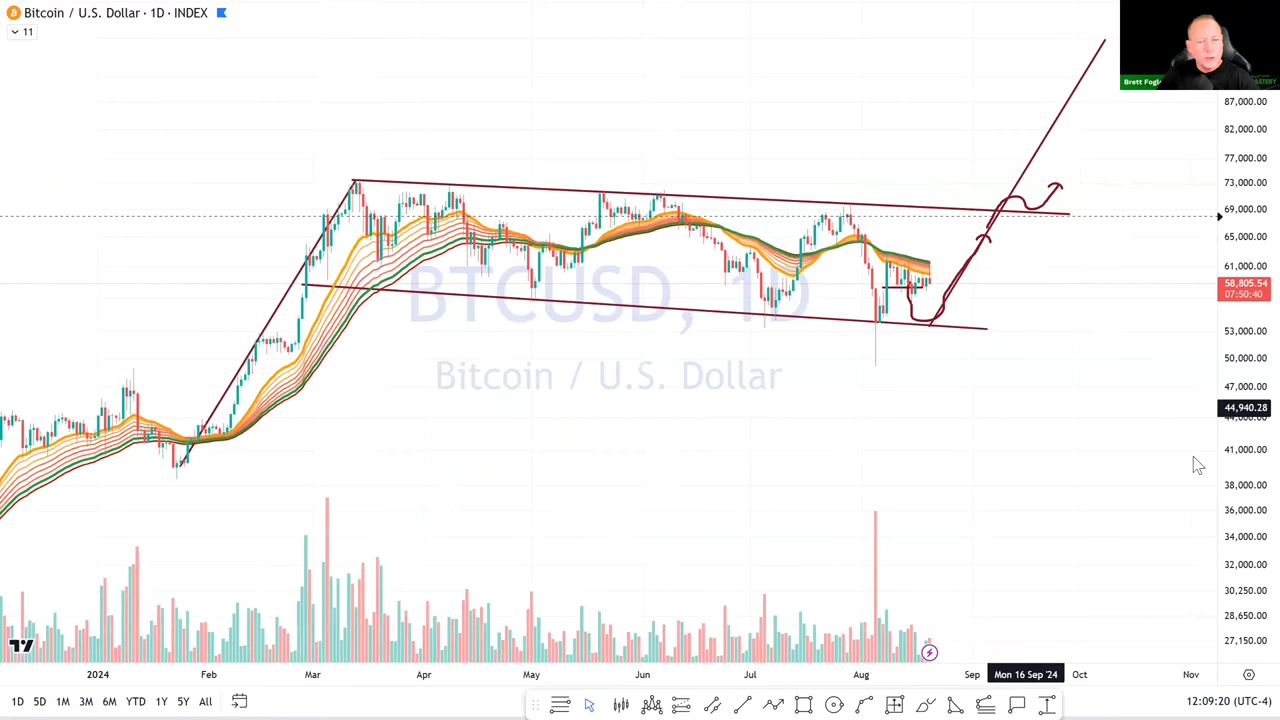 Bitcoin / U.S. Dollar · 1D · INDEX
11
Brett Fogl
ASTERY
87,000.00
82,000.00
77,000.00
73,000.00
69,000.00
65,000.00
61,000.00
58,805.54
07:50:40
53,000.00
50,000.00
47,000.00
44,940.28
41,000.00
38,000.00
36,000.00
34,000.00
32,000.00
30,250.00
28,650.00
27,150.00
BTCUSD, 1D
Bitcoin / U.S. Dollar
2024 Feb Mar Apr May Jun Jul Aug Sep Mon 16 Sep '24 Oct Nov
1D 5D 1M 3M 6M YTD 1Y 5Y All
12:09:20 (UTC-4)